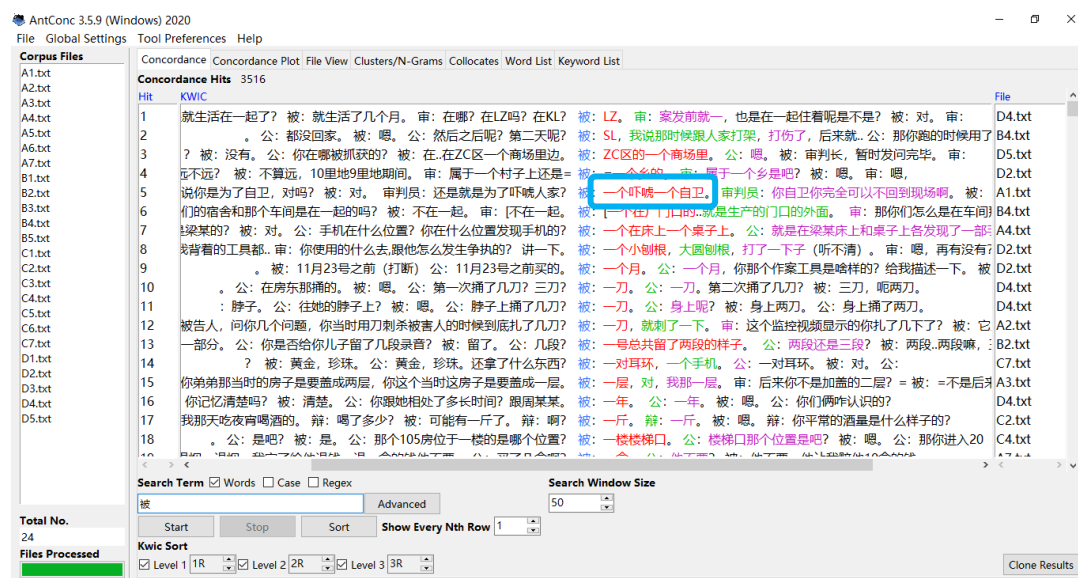 AntConc 3.5.9 (Windows) 2020
File Global Settings Tool Preferences Help
Corpus Files
A1.txt
A2.txt
A3.txt
A4.txt
A5.txt
A6.txt
A7.txt
B1.txt
B2.txt
B3.txt
B4.txt
B5.txt
C1.txt
C2.txt
C3.txt
C4.txt
C5.txt
C6.txt
C7.txt
D1.txt
D2.txt
D3.txt
D4.txt
D5.txt
Total No.
24
Files Processed
Concordance Concordance Plot File View Clusters/N-Grams Collocates Word List Keyword List
Concordance Hits 3516
Hit KWIC File
1 就生活在一起了? 被: 就生活了几个月。 审: 在哪? 在LZ吗? 在KL? 被: LZ。 审: 案发前就一, 也是在一起住着呢是不是? 被: 对。 审: D4.txt
2 。 公: 都没回家。 被: 嗯。 公: 然后之后呢? 第二天呢? 被: SL, 我说那时候跟人家打架, 打伤了, 后来就.. 公: 那你跑的时候用了 B4.txt
3 ? 被: 没有。 公: 你在哪被抓获的? 被: 在..在ZC区一个商场里边。 被: ZC区的一个商场里。 公: 嗯。 被: 审判长, 暂时发问完毕。 审: D5.txt
4 远不远? 被: 不算远, 10里地9里地期间。 审: 属于一个村子上还是= 被: =一个乡的。 审: 属于一个乡是吧? 被: 嗯。 审: 嗯, D2.txt
5 说你是为了自卫, 对吗? 被: 对。 审判员: 还是就是为了吓唬人家? 被: 一个吓唬一个自卫。 审判员: 你自卫你完全可以不回到现场啊。 被: A1.txt
6 们的宿舍和那个车间是在一起的吗? 被: 不在一起。 审: [不在一起。 被: [一个在厂门口的..就是生产的门口的外面。 审: 那你们怎么是在车间 B4.txt
7 是梁某的? 被: 对。 公: 手机在什么位置? 你在什么位置发现手机的? 被: 一个在床上一个桌子上。 公: 就是在梁某床上和桌子上各发现了一部 A4.txt
8 我背着的工具都.. 审: 你使用的什么去,跟他怎么发生争执的? 讲一下。 被: 一个小刨根, 大圆刨根, 打了一下子 (听不清) 。 审: 嗯, 再有没有? D2.txt
9 。 被: 11月23号之前 (打断) 公: 11月23号之前买的。 被: 一个月。 公: 一个月, 你那个作案工具是啥样的? 给我描述一下。 被 D2.txt
10 。 公: 在房东那捅的。 被: 嗯。 公: 第一次捅了几刀? 三刀? 被: 一刀。 公: 一刀。第二次捅了几刀? 被: 三刀, 呃两刀。 D4.txt
11 : 脖子。 公: 往她的脖子上? 被: 嗯。 公: 脖子上捅了几刀? 被: 一刀。 公: 身上呢? 被: 身上两刀。 公: 身上捅了两刀。 D4.txt
12 被告人, 问你几个问题, 你当时用刀刺杀被害人的时候到底扎了几刀? 被: 一刀, 就刺了一下。 审: 这个监控视频显示的你扎了几下了? 被: 它 A2.txt
13 一部分。 公: 你是否给你儿子留了几段录音? 被: 留了。 公: 几段? 被: 一号总共留了两段的样子。 公: 两段还是三段? 被: 两段..两段嘛, B2.txt
14 ? 被: 黄金, 珍珠。 公: 黄金, 珍珠。还拿了什么东西? 被: 一对耳环, 一个手机。 公: 一对耳环。 被: 对。 公: C7.txt
15 你弟弟那当时的房子是要盖成两层, 你这个当时这房子是要盖成一层。 被: 一层, 对, 我那一层。 审: 后来你不是加盖的二层? = 被: =不是后来 A3.txt
16 你记忆清楚吗? 被: 清楚。 公: 你跟她相处了多长时间? 跟周某某。 被: 一年。 公: 一年。 被: 嗯。 公: 你们俩咋认识的? D4.txt
17 我那天吃夜宵喝酒的。 辩: 喝了多少? 被: 可能有一斤了。 辩: 啊? 被: 一斤。 辩: 一斤。 被: 嗯。 辩: 你平常的酒量是什么样子的? C2.txt
18 。 公: 是吧? 被: 是。 公: 那个105房位于一楼的是哪个位置? 被: 一楼楼梯口。 公: 楼梯口那个位置是吧? 被: 嗯。 公: 那你进入20 C4.txt
Search Term Words Case Regex Search Window Size
被 Advanced 50
Start Stop Sort Show Every Nth Row 1
Kwic Sort
Level 1 1R Level 2 2R Level 3 3R Clone Results